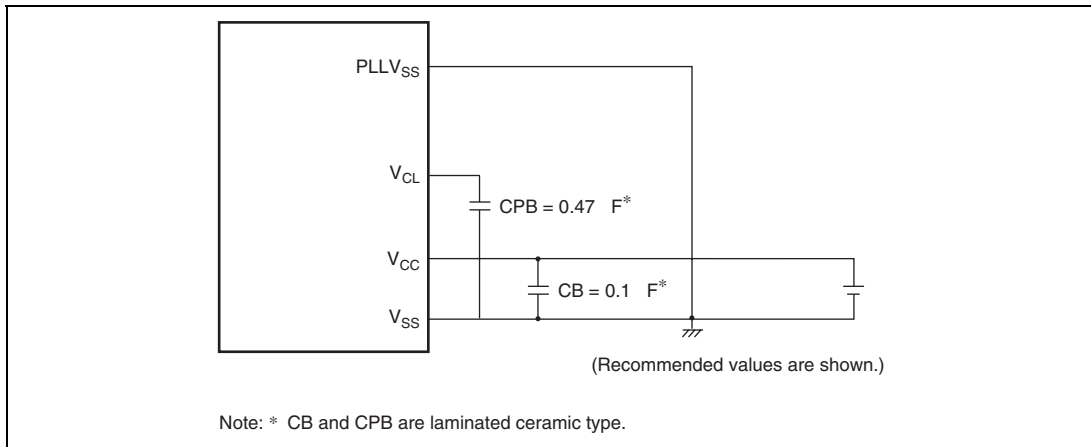 PLLVSS
VCL
CPB = 0.47 F*
VCC
CB = 0.1 F*
VSS
(Recommended values are shown.)
Note: * CB and CPB are laminated ceramic type.